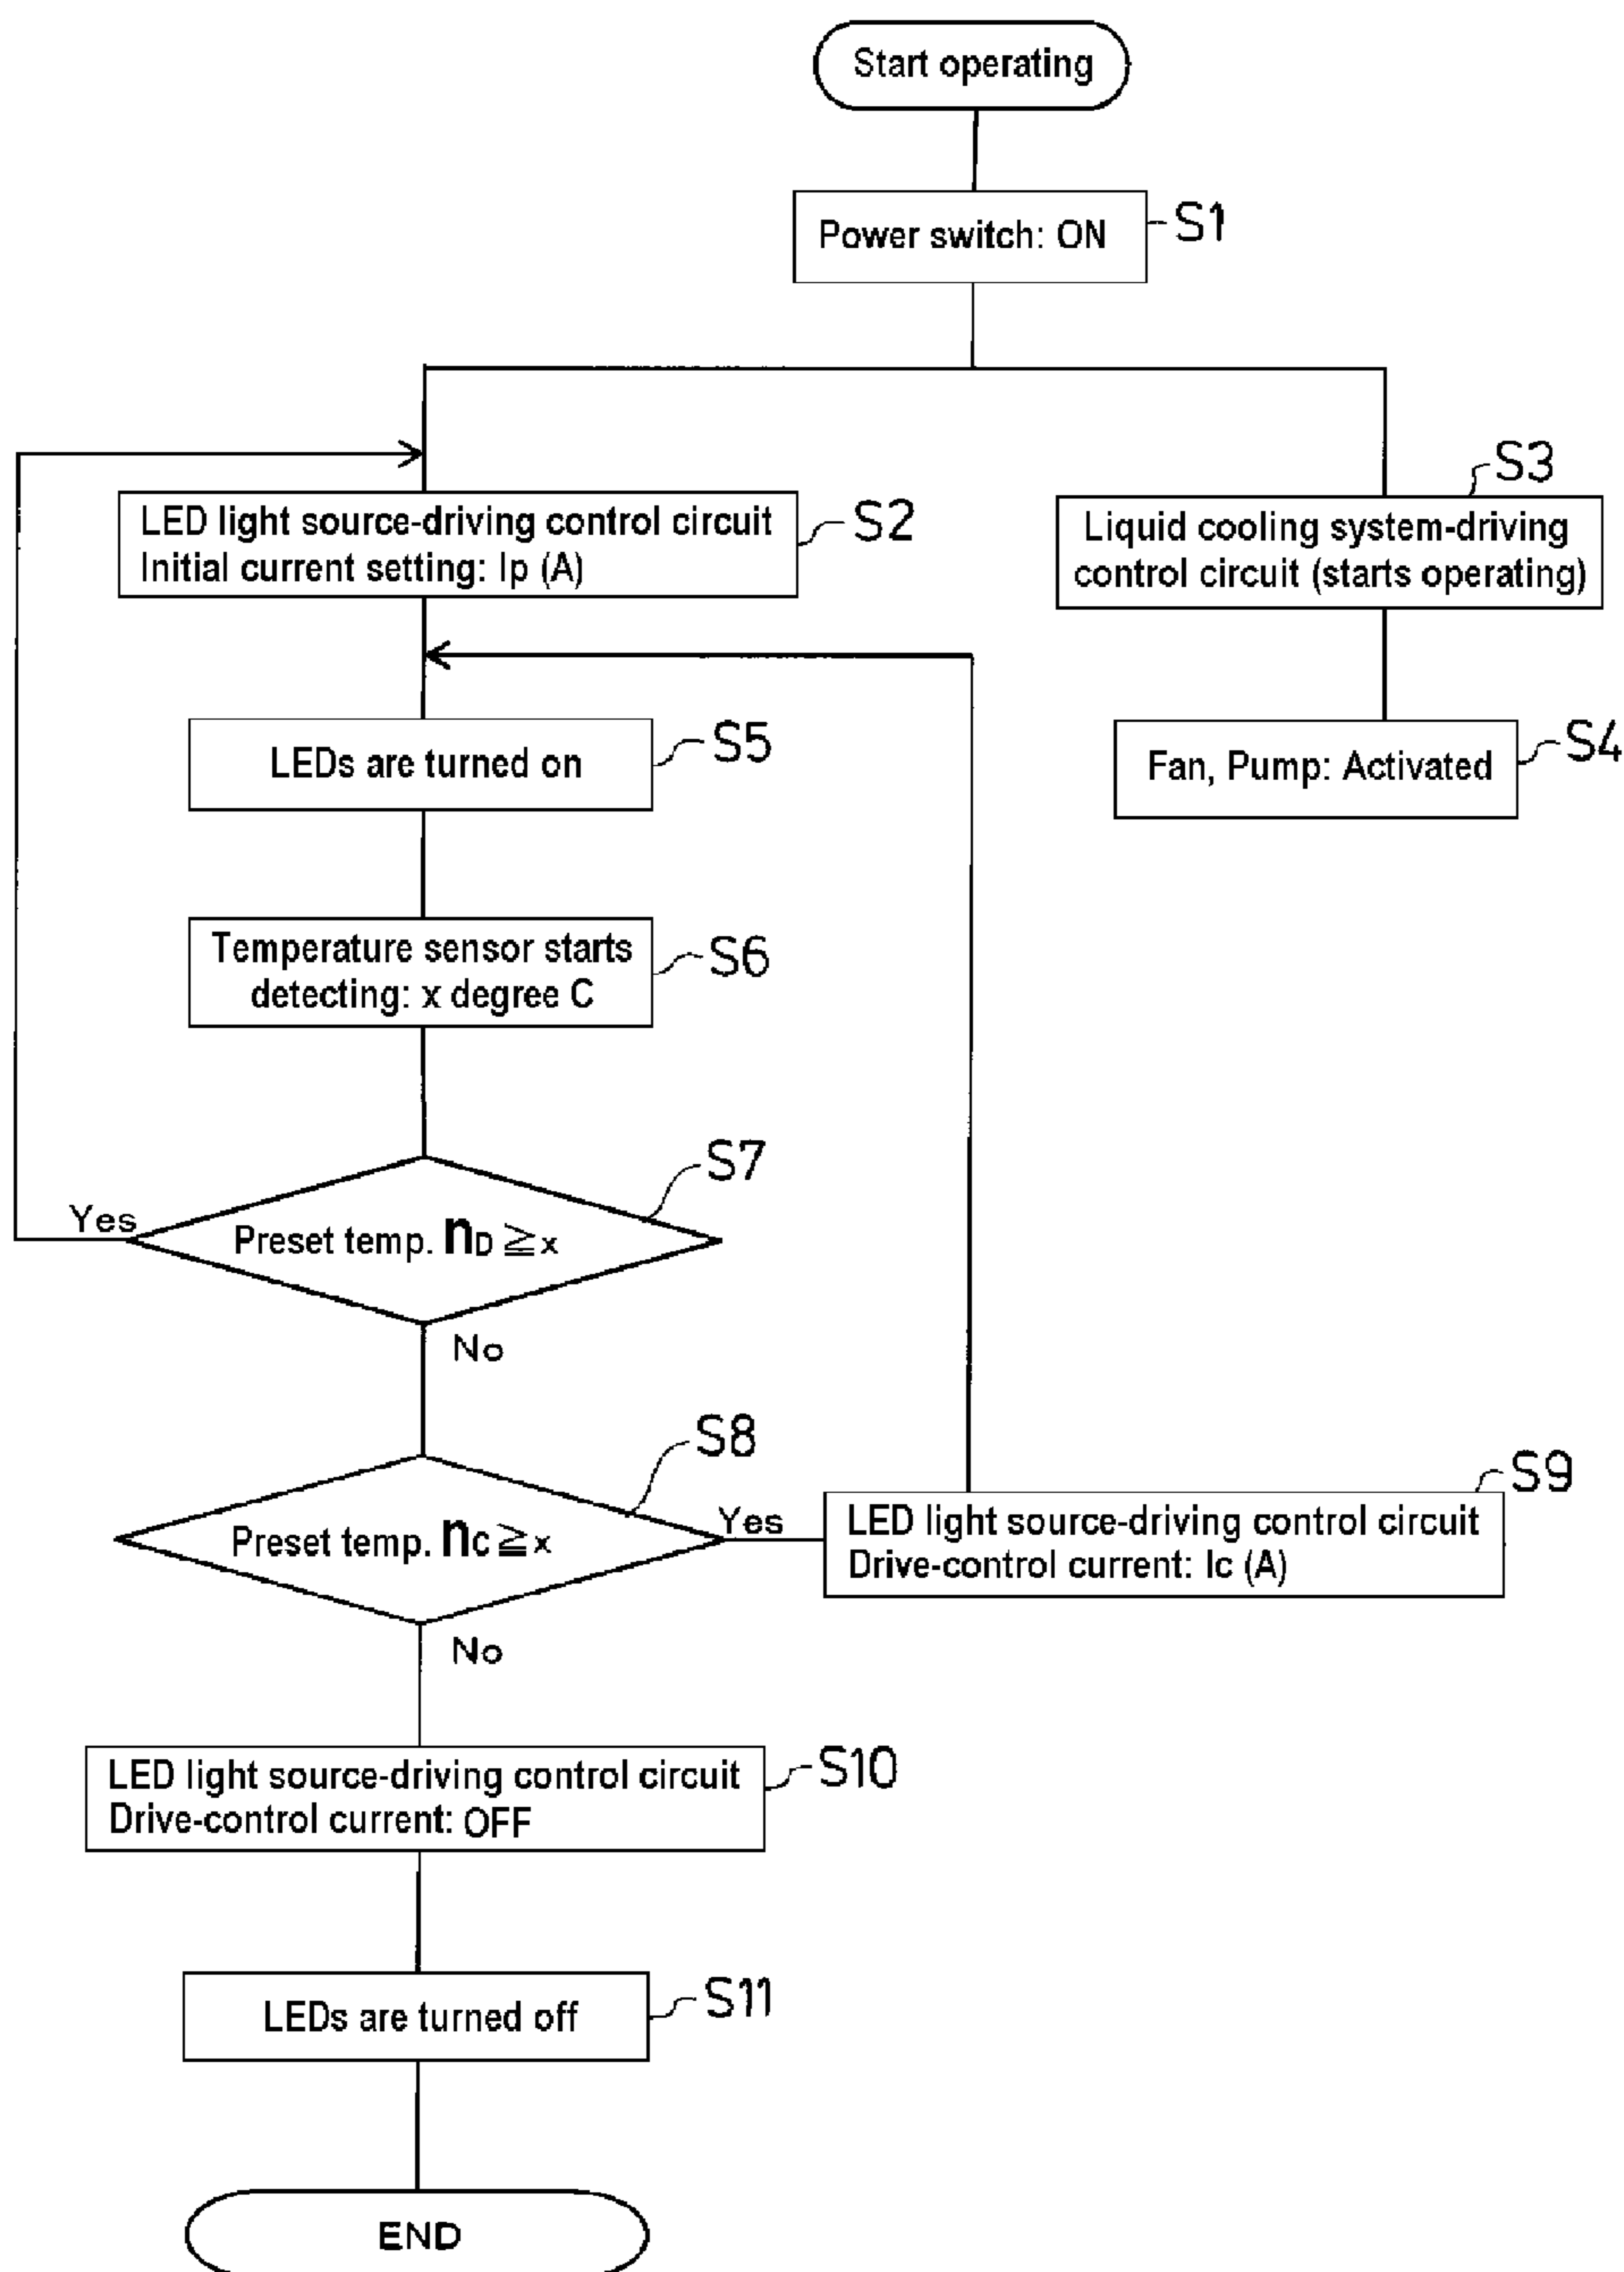 Start operating
Power switch: ON
S1
LED light source-driving control circuit
Initial current setting: Ip (A)
S2
S3
Liquid cooling system-driving
control circuit (starts operating)
LEDs are turned on
S5
Fan, Pump: Activated
S4
Temperature sensor starts
detecting: x degree C
S6
S7
Yes
Preset temp. nD ≧ x
No
S8
Preset temp. nC ≧ x
Yes
S9
LED light source-driving control circuit
Drive-control current: Ic (A)
No
LED light source-driving control circuit
Drive-control current: OFF
S10
LEDs are turned off
S11
END